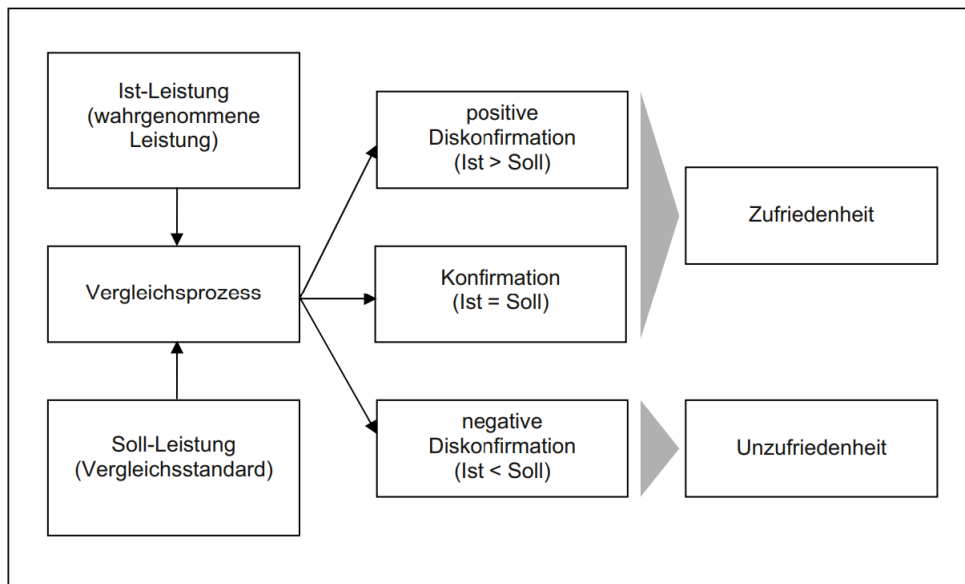 Ist-Leistung
(wahrgenommene
Leistung)
Vergleichsprozess
Soll-Leistung
(Vergleichsstandard)
positive
Diskonfirmation
(Ist > Soll)
Konfirmation
(Ist = Soll)
negative
Diskonfirmation
(Ist < Soll)
Zufriedenheit
Unzufriedenheit